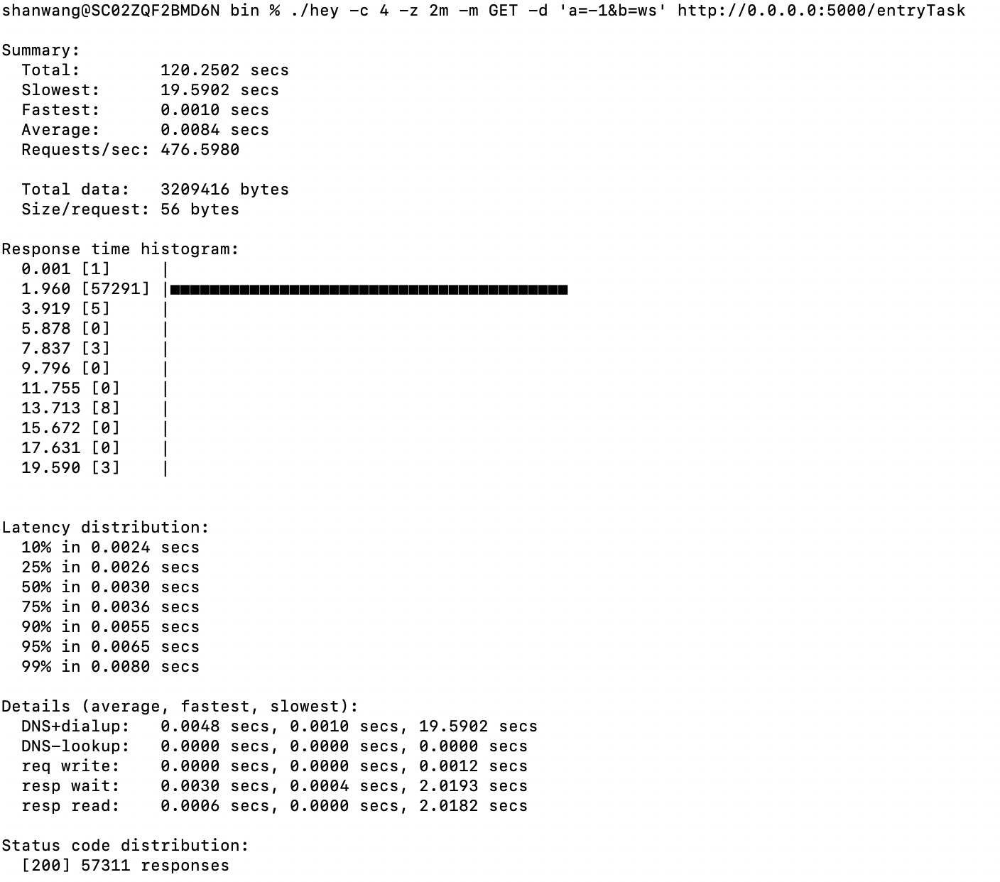 shanwang@SC02ZQF2BMD6N bin % ./hey -c 4 -z 2m -m GET -d 'a=-1&b=ws' http://0.0.0.0:5000/entryTask
Summary:
Total: 120.2502 secs
Slowest: 19.5902 secs
Fastest: 0.0010 secs
Average: 0.0084 secs
Requests/sec: 476.5980
Total data: 3209416 bytes
Size/request: 56 bytes
Response time histogram:
0.001 [1] |
1.960 [57291] |■■■■■■■■■■■■■■■■■■■■■■■■■■■■■■■■■■■■■■■■
3.919 [5] |
5.878 [0] |
7.837 [3] |
9.796 [0] |
11.755 [0] |
13.713 [8] |
15.672 [0] |
17.631 [0] |
19.590 [3] |
Latency distribution:
10% in 0.0024 secs
25% in 0.0026 secs
50% in 0.0030 secs
75% in 0.0036 secs
90% in 0.0055 secs
95% in 0.0065 secs
99% in 0.0080 secs
Details (average, fastest, slowest):
DNS+dialup: 0.0048 secs, 0.0010 secs, 19.5902 secs
DNS-lookup: 0.0000 secs, 0.0000 secs, 0.0000 secs
req write: 0.0000 secs, 0.0000 secs, 0.0012 secs
resp wait: 0.0030 secs, 0.0004 secs, 2.0193 secs
resp read: 0.0006 secs, 0.0000 secs, 2.0182 secs
Status code distribution:
[200] 57311 responses